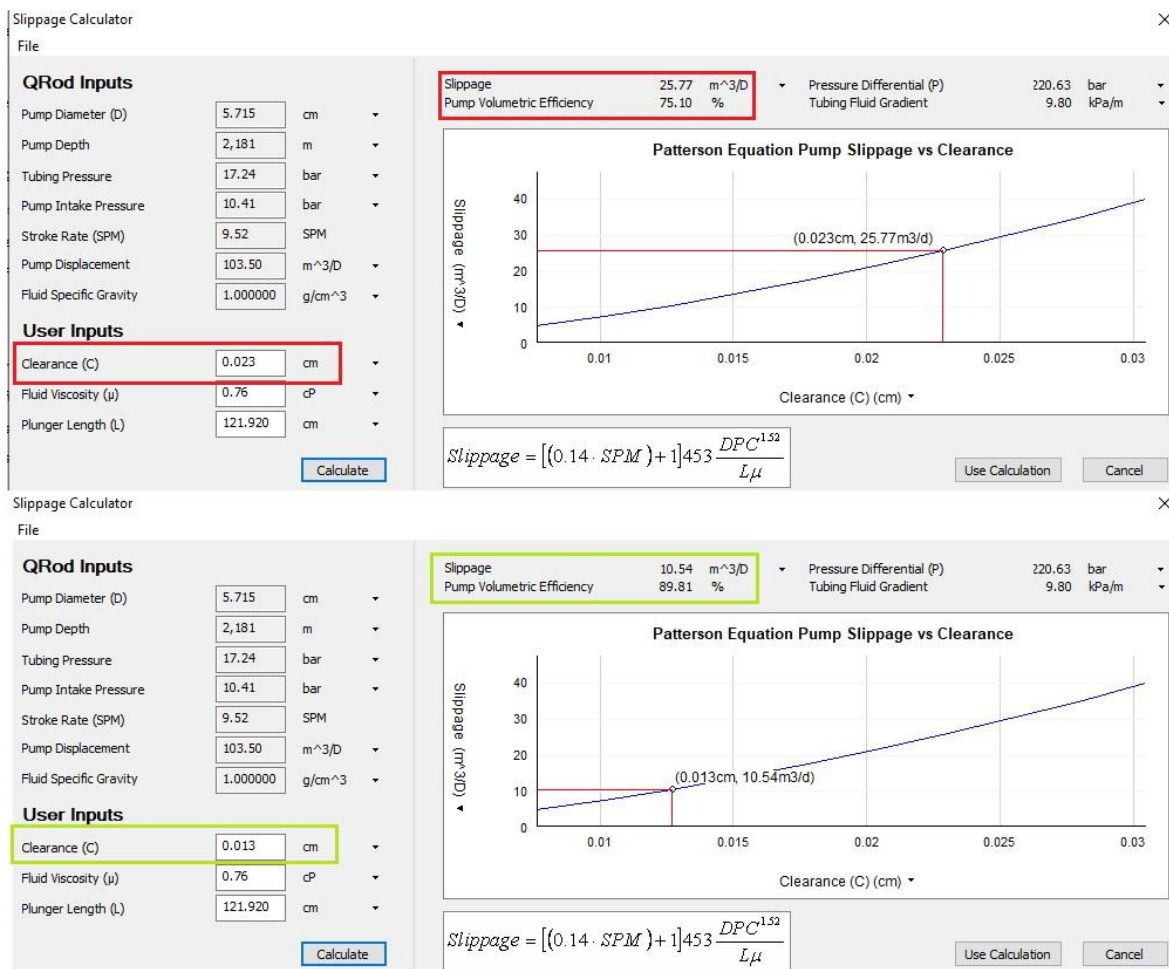 Slippage Calculator
File
QRod Inputs
Pump Diameter (D) 5.715 cm
Pump Depth 2,181 m
Tubing Pressure 17.24 bar
Pump Intake Pressure 10.41 bar
Stroke Rate (SPM) 9.52 SPM
Pump Displacement 103.50 m^3/D
Fluid Specific Gravity 1.000000 g/cm^3
User Inputs
Clearance (C) 0.023 cm
Fluid Viscosity (μ) 0.76 cP
Plunger Length (L) 121.920 cm
Calculate
Slippage 25.77 m^3/D Pressure Differential (P) 220.63 bar
Pump Volumetric Efficiency 75.10 % Tubing Fluid Gradient 9.80 kPa/m
Patterson Equation Pump Slippage vs Clearance
Slippage (m^3/D)
40
30
20
10
0
(0.023cm, 25.77m3/d)
0.01 0.015 0.02 0.025 0.03
Clearance (C) (cm)
Slippage = [(0.14 · SPM) + 1]453 DPC^1.52 / Lμ
Use Calculation Cancel
Slippage Calculator
File
QRod Inputs
Pump Diameter (D) 5.715 cm
Pump Depth 2,181 m
Tubing Pressure 17.24 bar
Pump Intake Pressure 10.41 bar
Stroke Rate (SPM) 9.52 SPM
Pump Displacement 103.50 m^3/D
Fluid Specific Gravity 1.000000 g/cm^3
User Inputs
Clearance (C) 0.013 cm
Fluid Viscosity (μ) 0.76 cP
Plunger Length (L) 121.920 cm
Calculate
Slippage 10.54 m^3/D Pressure Differential (P) 220.63 bar
Pump Volumetric Efficiency 89.81 % Tubing Fluid Gradient 9.80 kPa/m
Patterson Equation Pump Slippage vs Clearance
Slippage (m^3/D)
40
30
20
10
0
(0.013cm, 10.54m3/d)
0.01 0.015 0.02 0.025 0.03
Clearance (C) (cm)
Slippage = [(0.14 · SPM) + 1]453 DPC^1.52 / Lμ
Use Calculation Cancel